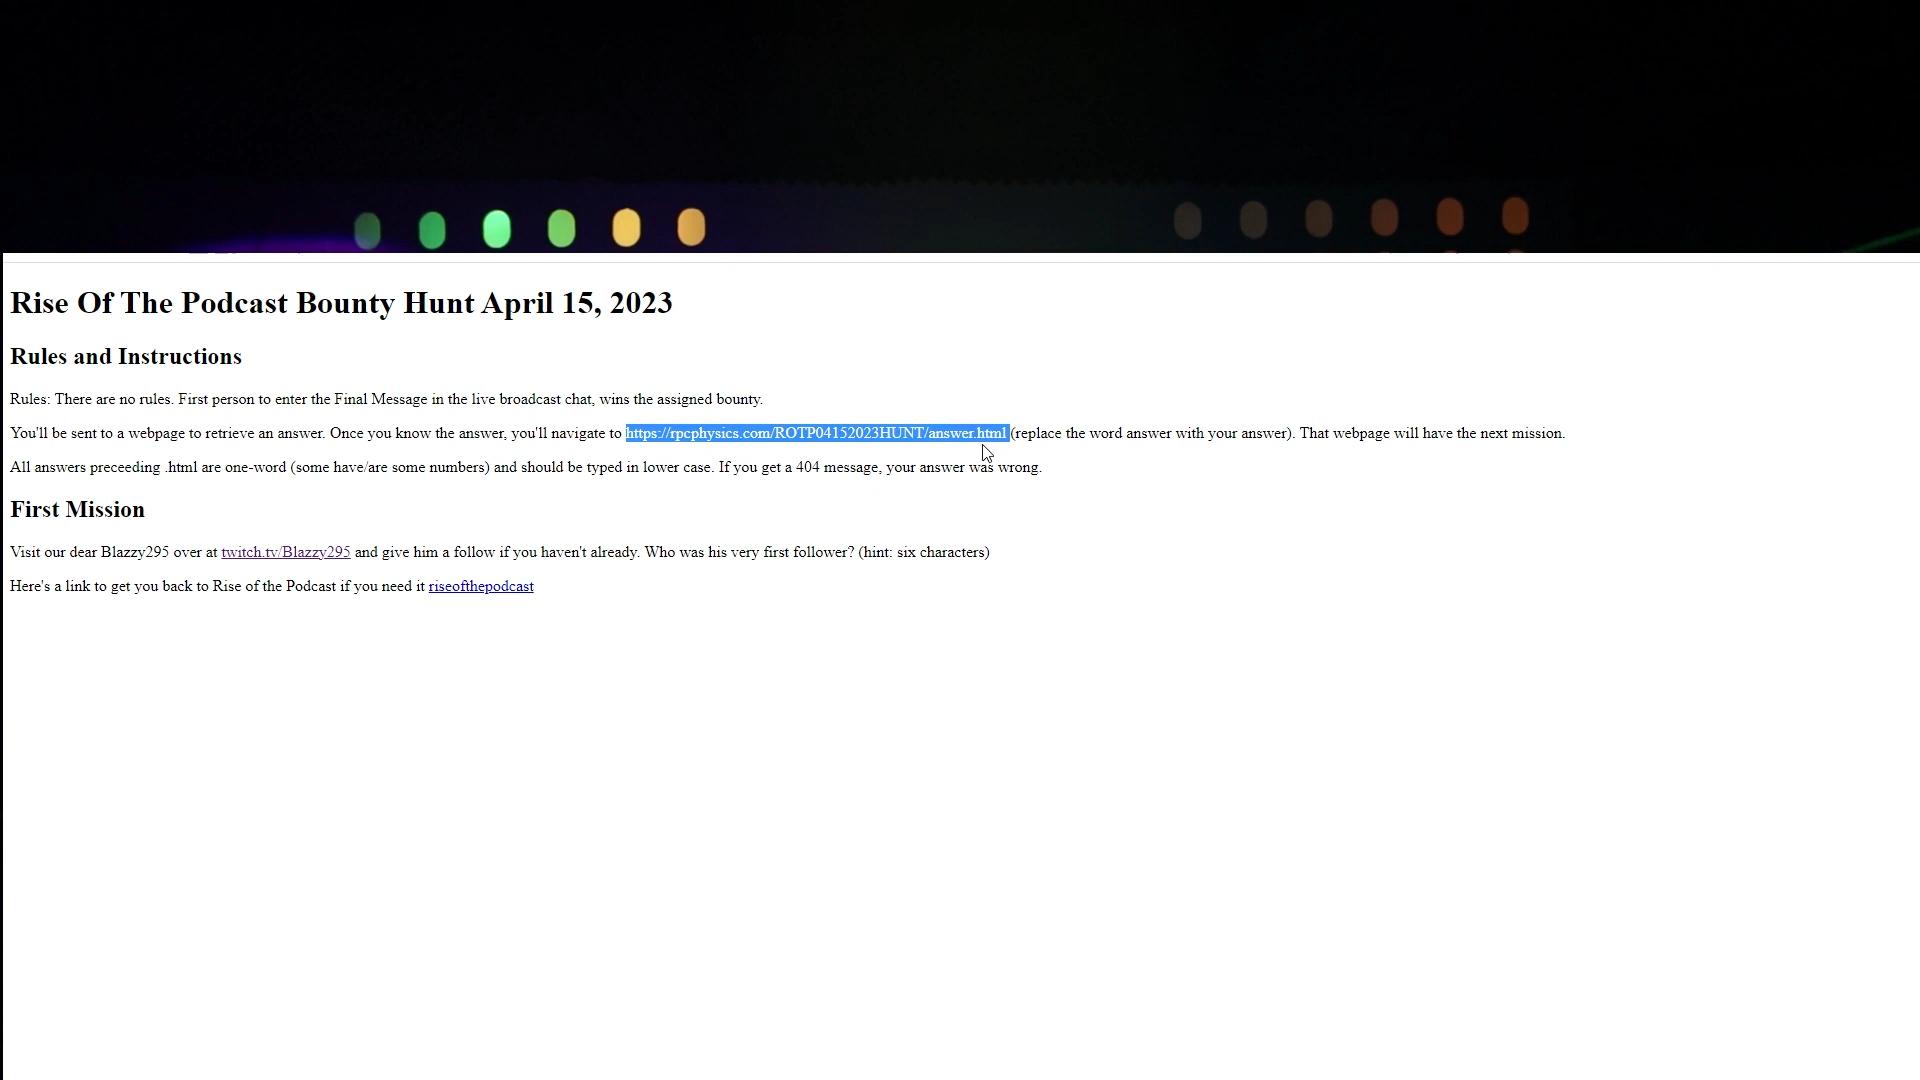 Rise Of The Podcast Bounty Hunt April 15, 2023
Rules and Instructions
Rules: There are no rules. First person to enter the Final Message in the live broadcast chat, wins the assigned bounty.
You'll be sent to a webpage to retrieve an answer. Once you know the answer, you'll navigate to https://rpcphysics.com/ROTP04152023HUNT/answer.html (replace the word answer with your answer). That webpage will have the next mission.
All answers preceeding .html are one-word (some have/are some numbers) and should be typed in lower case. If you get a 404 message, your answer was wrong.
First Mission
Visit our dear Blazzy295 over at twitch.tv/Blazzy295 and give him a follow if you haven't already. Who was his very first follower? (hint: six characters)
Here's a link to get you back to Rise of the Podcast if you need it riseofthepodcast